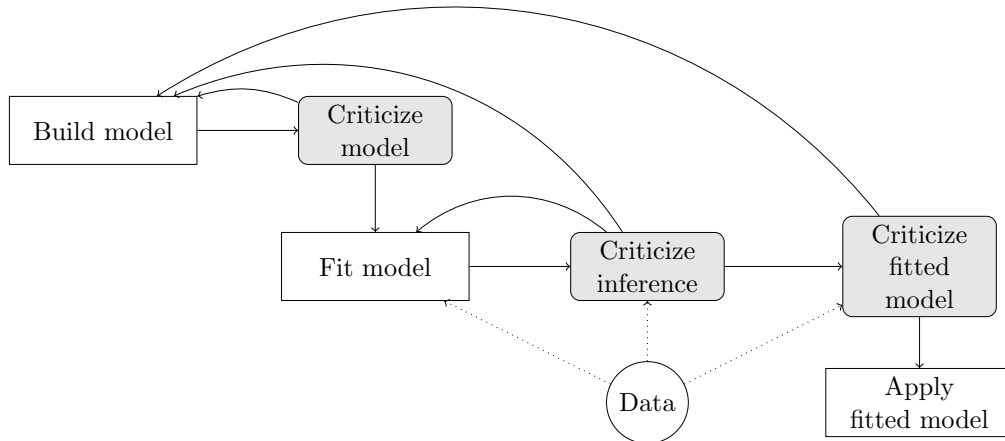 Build model
Criticize
model
Fit model
Criticize
inference
Criticize
fitted
model
Data
Apply
fitted model